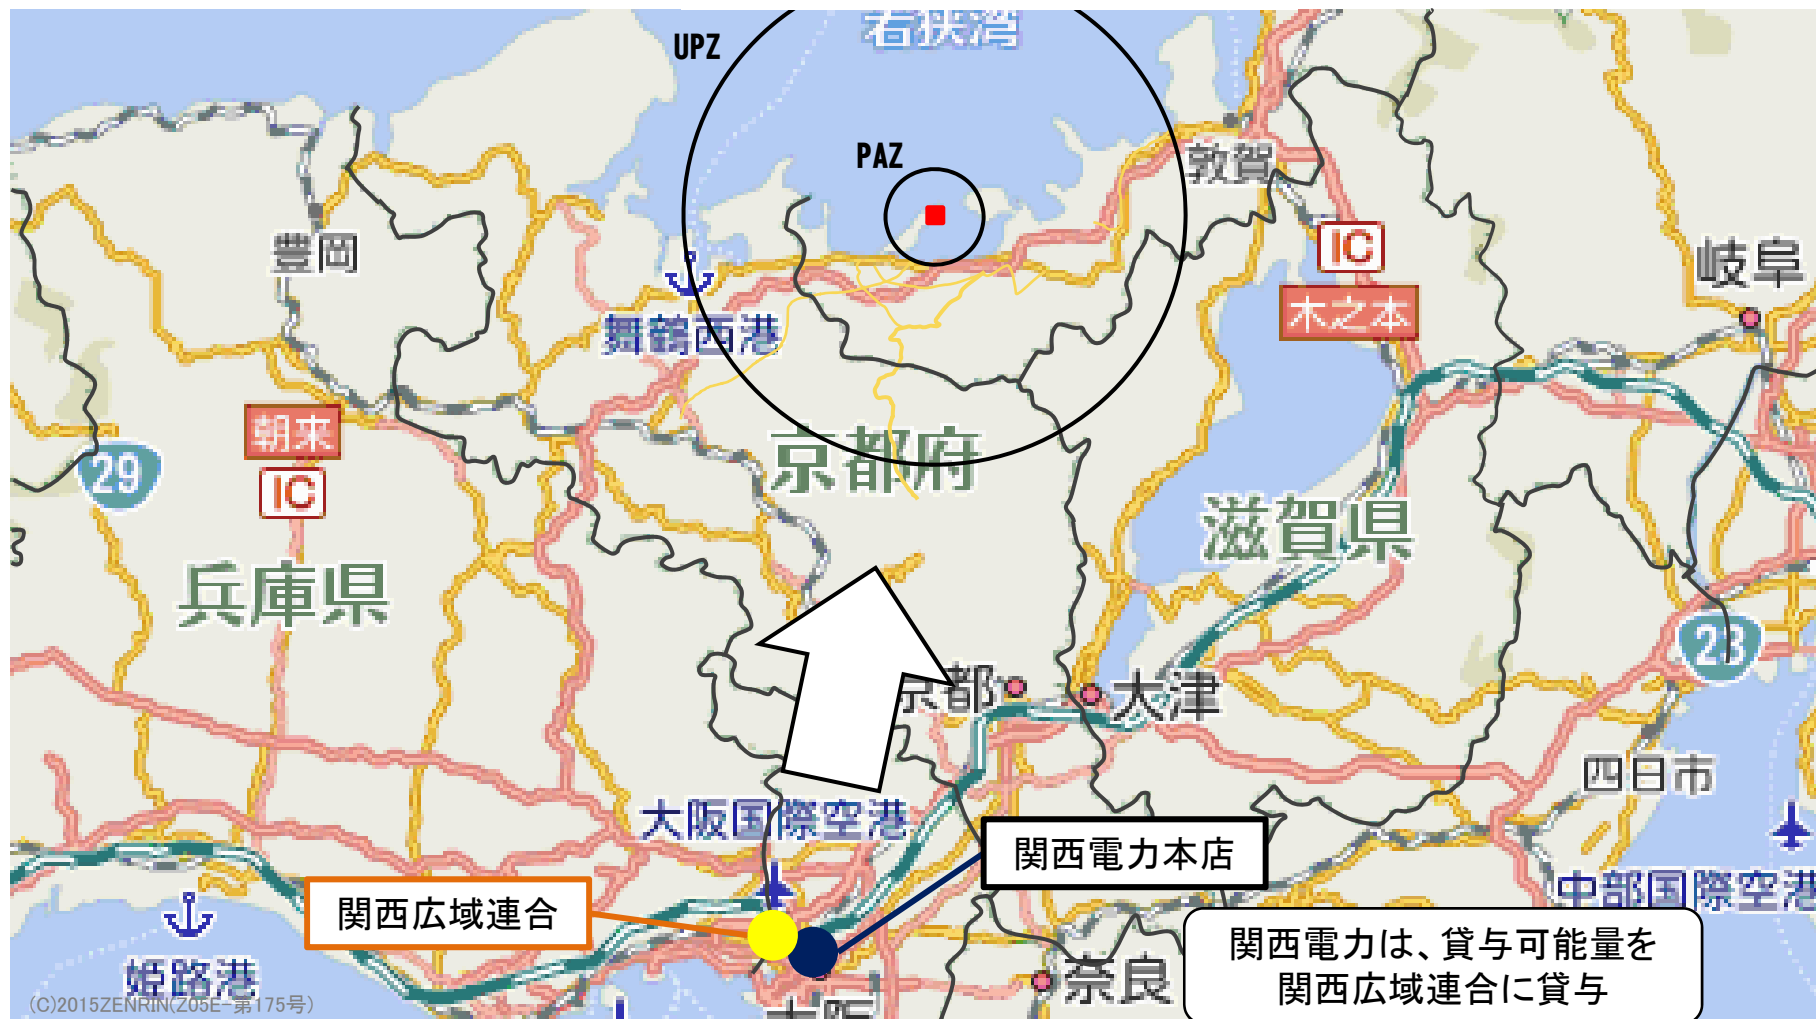 若狭湾
UPZ
PAZ
敦賀
豊岡
IC
岐阜
木之本
舞鶴西港
朝来
京都府
29
IC
滋賀県
兵庫県
23
京都
大津
四日市
大阪国際空港
関西電力本店
中部国際空港
関西広域連合
関西電力は、貸与可能量を
関西広域連合に貸与
姫路港
奈良
大阪
(C)2015ZENRIN(Z05E-第175号)